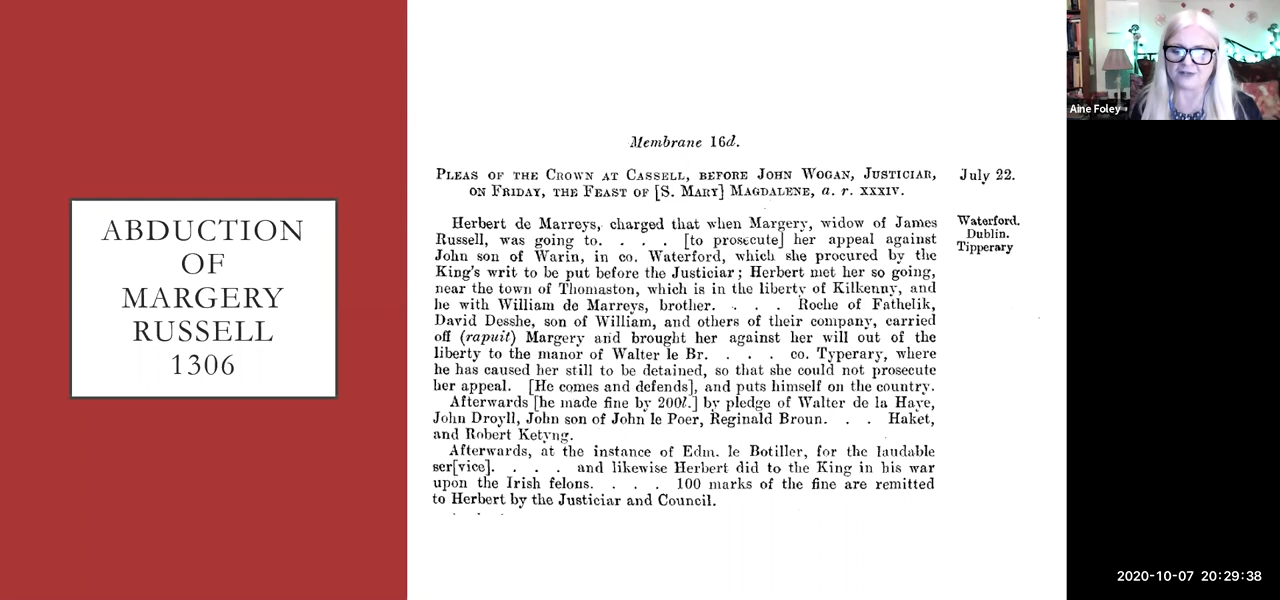 ABDUCTION
OF
MARGERY
RUSSELL
1306
Membrane 16d.
PLEAS OF THE CROWN AT CASSELL, BEFORE JOHN WOGAN, JUSTICIAR,
ON FRIDAY, THE FEAST OF [S. MARY] MAGDALENE, a. r. XXXIV.
July 22.
Herbert de Marreys, charged that when Margery, widow of James
Russell, was going to. . . . [to prosecute] her appeal against
John son of Warin, in co. Waterford, which she procured by the
King's writ to be put before the Justiciar; Herbert met her so going,
near the town of Thomaston, which is in the liberty of Kilkenny, and
he with William de Marreys, brother. . . . Roche of Fathelik,
David Desshe, son of William, and others of their company, carried
off (rapuit) Margery and brought her against her will out of the
liberty to the manor of Walter le Br. . . . co. Typerary, where
he has caused her still to be detained, so that she could not prosecute
her appeal. [He comes and defends], and puts himself on the country.
Afterwards [he made fine by 200l.] by pledge of Walter de la Haye,
John Droyll, John son of John le Poer, Reginald Broun. . . Haket,
and Robert Ketyng.
Afterwards, at the instance of Edm. le Botiller, for the laudable
ser[vice]. . . . and likewise Herbert did to the King in his war
upon the Irish felons. . . . 100 marks of the fine are remitted
to Herbert by the Justiciar and Council.
Waterford.
Dublin.
Tipperary
Aine Foley
2020-10-07 20:29:38